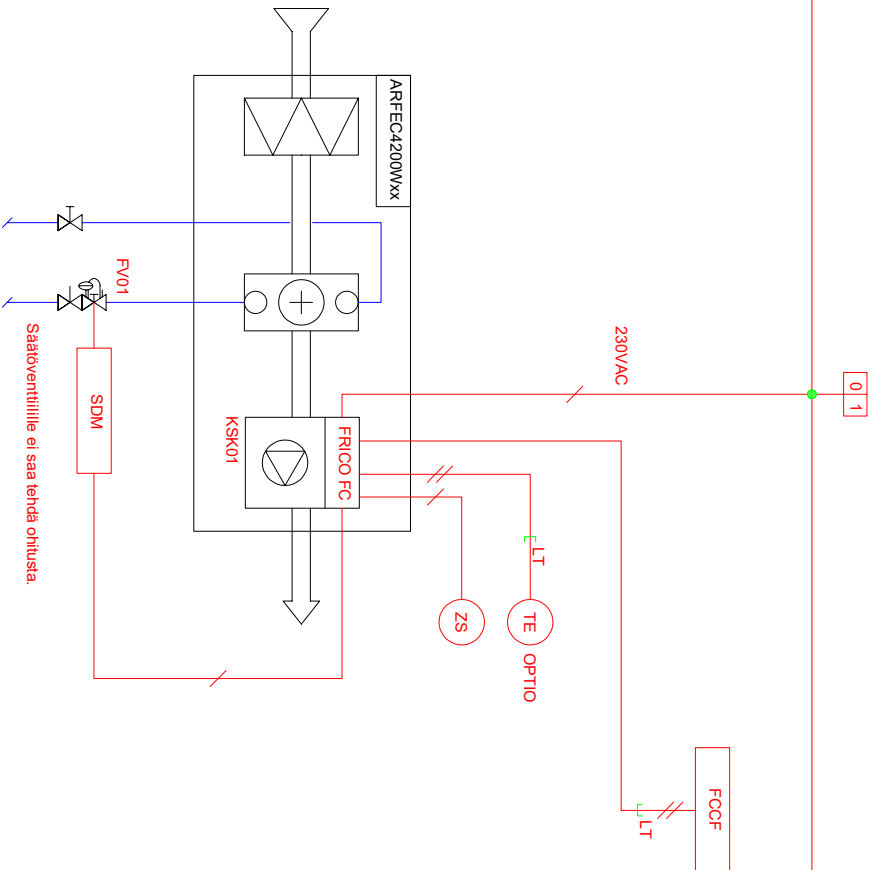 0 1
230VAC
ARFEC4200Wxx
FV01
SDM
Säätöventtiilille ei saa tehdä ohitusta.
KSK01
FRICO FC
LT
TE
OPTIO
ZS
FCCF
LT